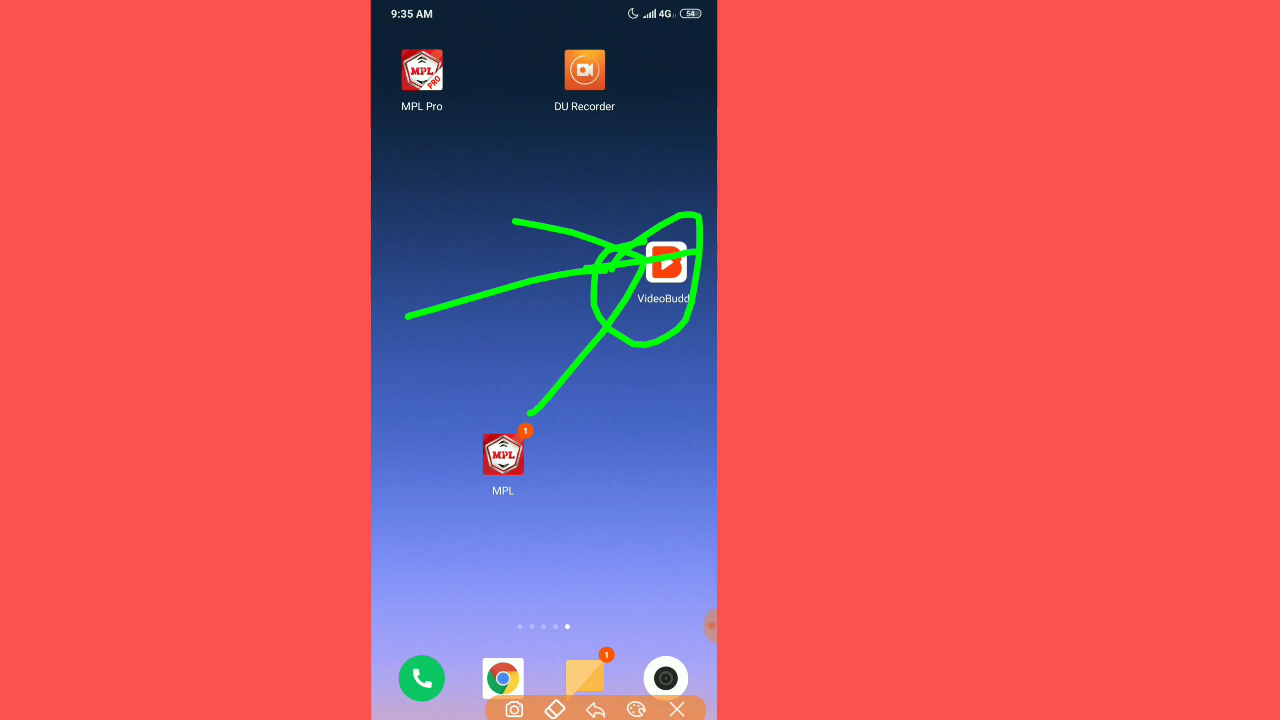 9:35 AM 4G 54
MPL PRO
MPL Pro DU Recorder
VideoBudd
1
MPL
MPL
1